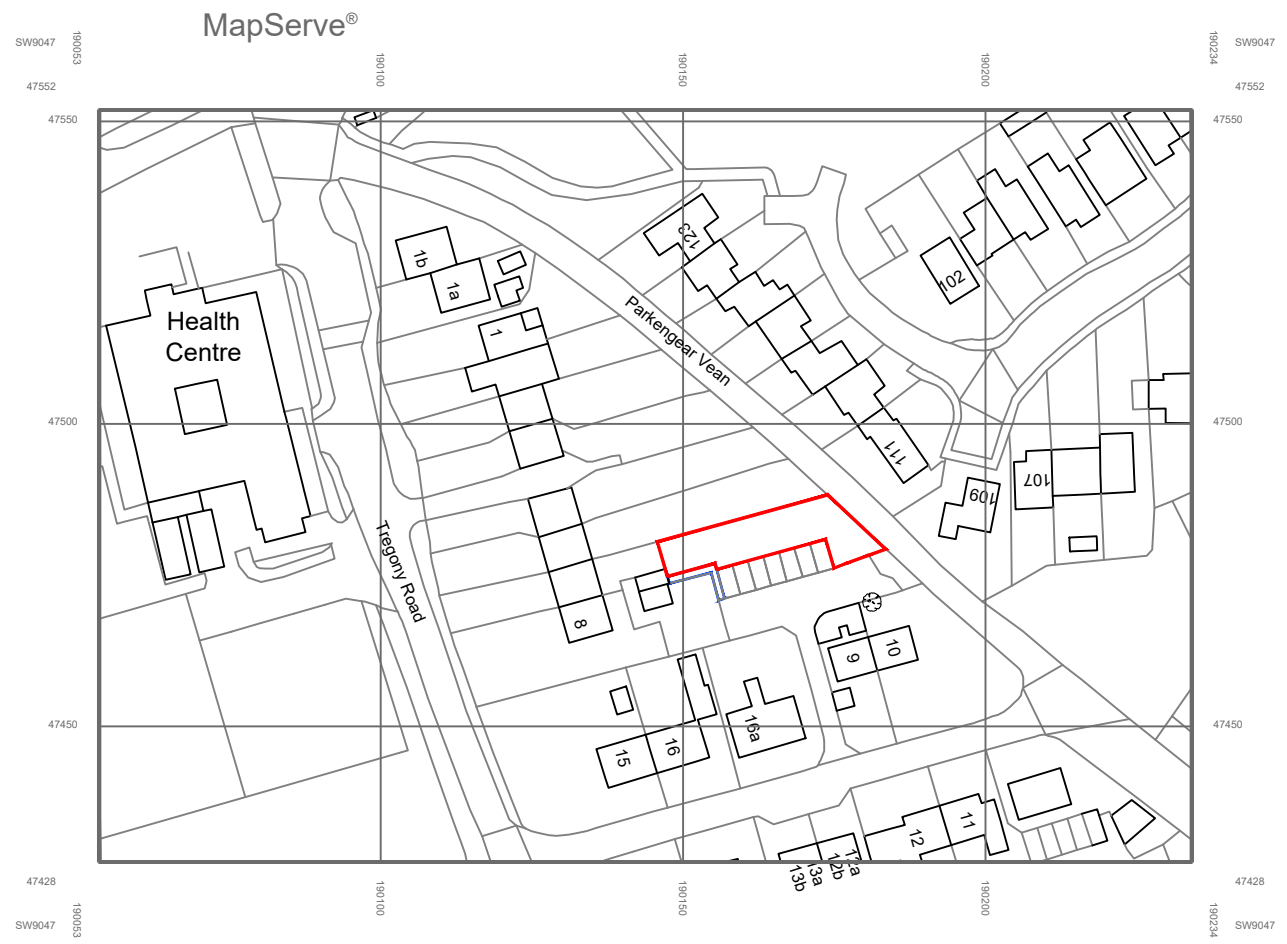 MapServe®
SW9047
190053
190100
190150
190200
190234
SW9047
47552
47552
47550
47550
123
1b
1a
102
Health
Centre
Parkengear Vean
1
47500
47500
111
107
109
Tregony Road
8
9
10
47450
47450
16a
15
16
11
12
12a
12b
13a
13b
47428
47428
SW9047
190053
190100
190150
190200
190234
SW9047